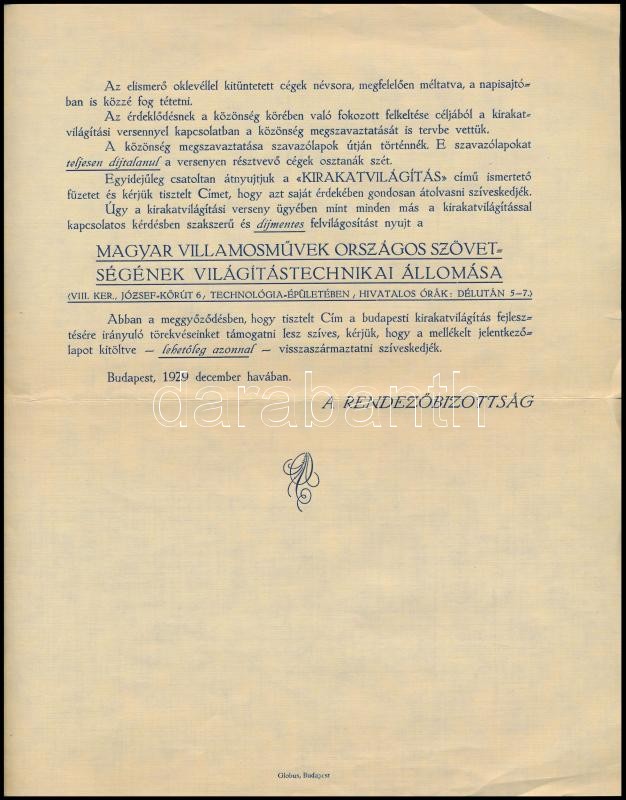 Az elismerő oklevéllel kitüntetett cégek névsora, megfelelően méltatva, a napisajtó=
ban is közzé fog tétetni.
Az érdeklődésnek a közönség körében való fokozott felkeltése céljából a kirakat=
világítási versennyel kapcsolatban a közönség megszavaztatását is tervbe vettük.
A közönség megszavaztatása szavazólapok útján történnék. E szavazólapokat
teljesen díjtalanul a versenyen résztvevő cégek osztanák szét.
Egyidejűleg csatoltan átnyujtjuk a «KIRAKATVILÁGÍTÁS» című ismertető
füzetet és kérjük tisztelt Címet, hogy azt saját érdekében gondosan átolvasni szíveskedjék.
Úgy a kirakatvilágítási verseny ügyében mint minden más a kirakatvilágítással
kapcsolatos kérdésben szakszerű és díjmentes felvilágosítást nyujt a
MAGYAR VILLAMOSMŰVEK ORSZÁGOS SZÖVET=
SÉGÉNEK VILÁGÍTÁSTECHNIKAI ÁLLOMÁSA
(VIII. KER., JÓZSEF=KÖRÚT 6, TECHNOLÓGIA=ÉPÜLETÉBEN, HIVATALOS ÓRÁK: DÉLUTÁN 5—7.)
Abban a meggyőződésben, hogy tisztelt Cím a budapesti kirakatvilágítás fejlesz=
tésére irányuló törekvéseinket támogatni lesz szíves, kérjük, hogy a mellékelt jelentkező=
lapot kitöltve — lehetőleg azonnal — visszaszármaztatni szíveskedjék.
Budapest, 1929 december havában.
A RENDEZŐBIZOTTSÁG
darabanth
Globus, Budapest